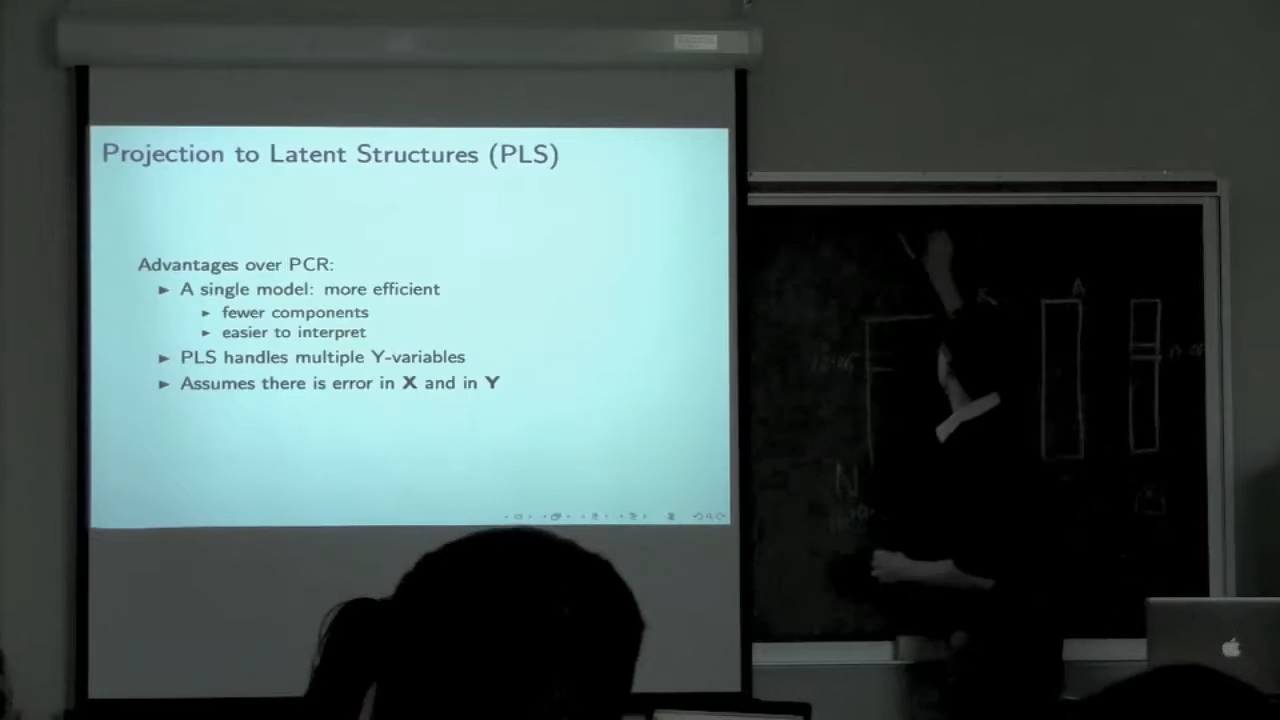 Projection to Latent Structures (PLS)
Advantages over PCR:
A single model: more efficient
fewer components
easier to interpret
PLS handles multiple Y-variables
Assumes there is error in X and in Y
A
N